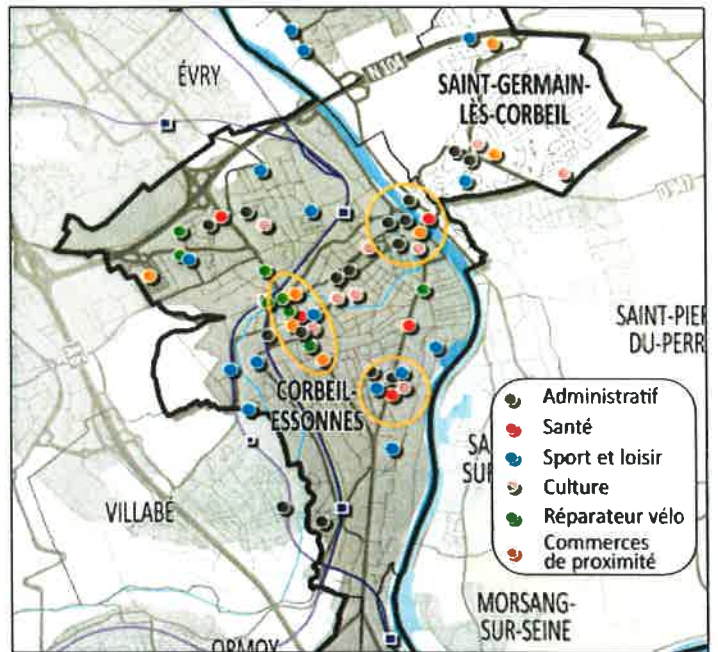 ÉVRY
N 104
SAINT-GERMAIN-
LÈS-CORBEIL
SAINT-PIE
DU-PERR
CORBEIL-
ESSONNES
SA
SUR
VILLABÉ
Administratif
Santé
Sport et loisir
Culture
Réparateur vélo
Commerces
de proximité
MORSANG-
SUR-SEINE
ORMOY